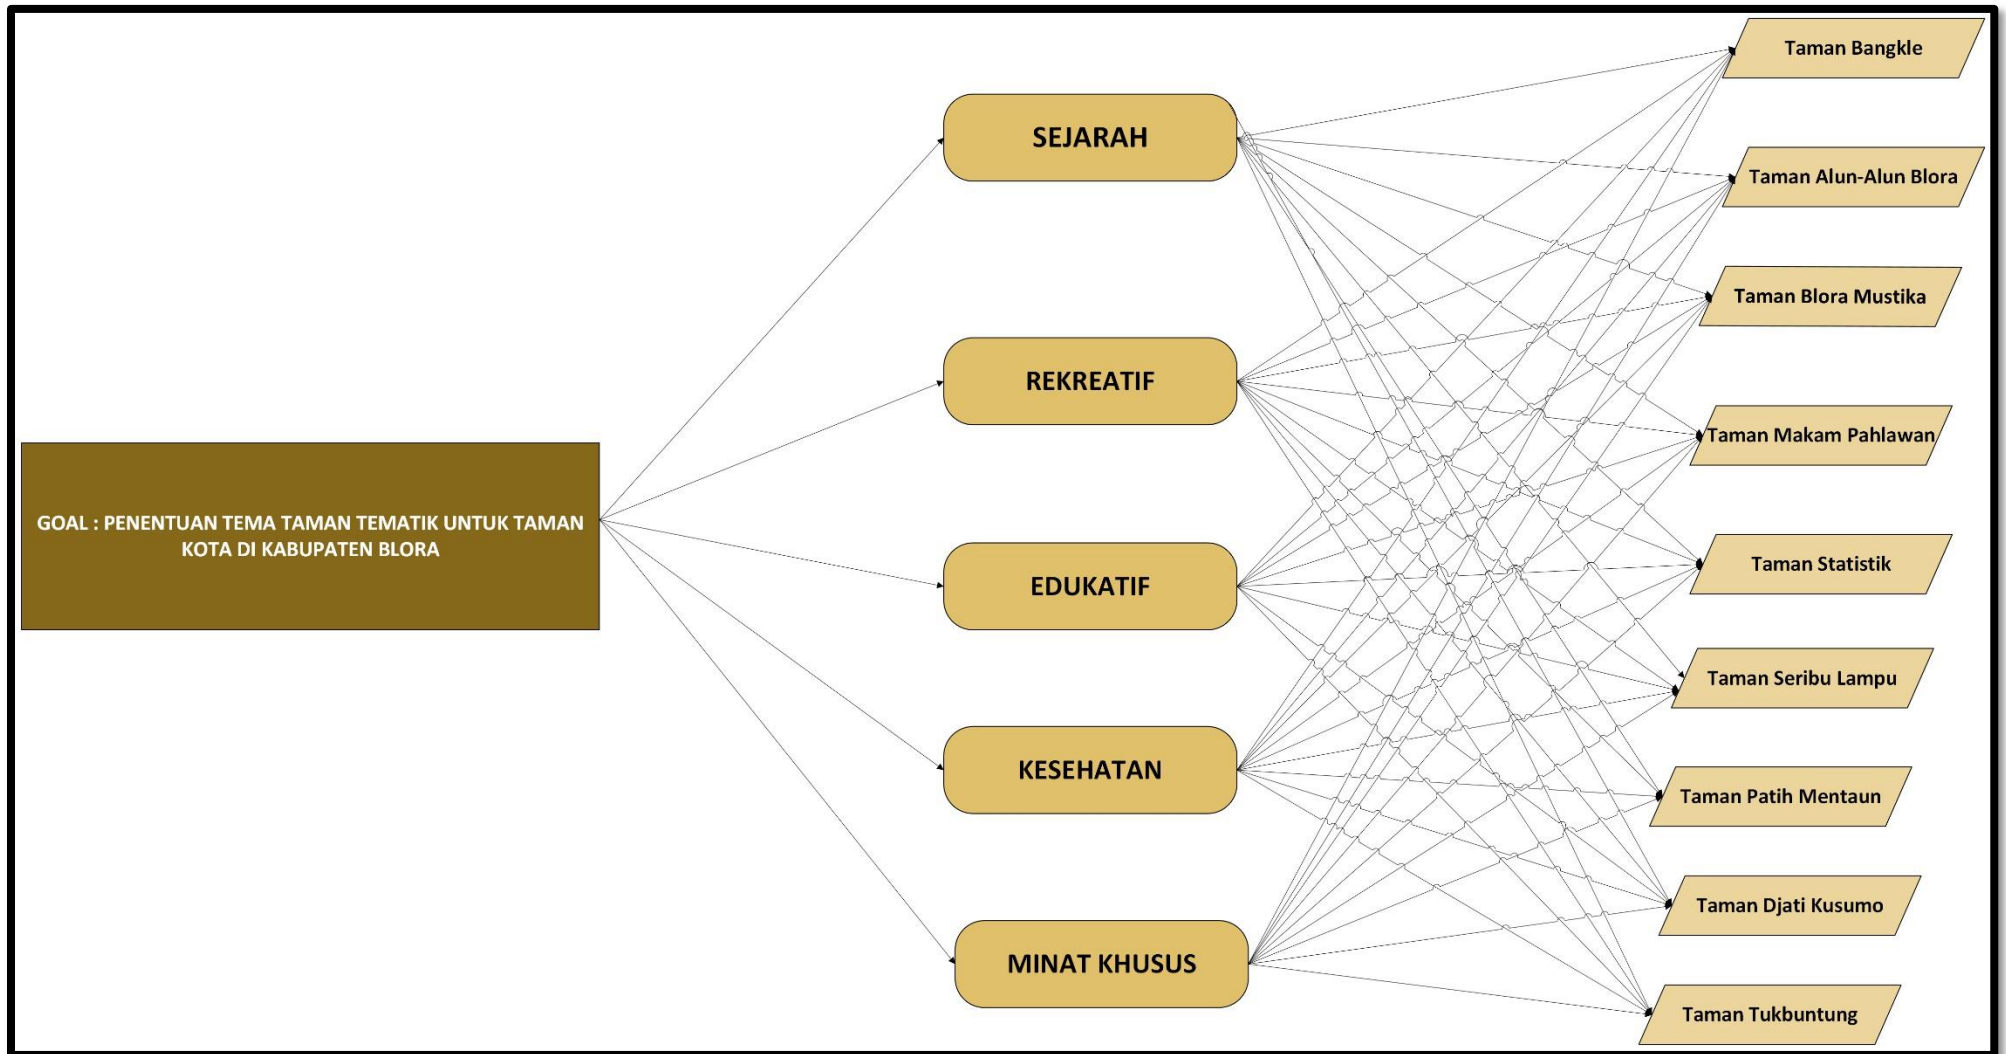 GOAL : PENENTUAN TEMA TAMAN TEMATIK UNTUK TAMAN
KOTA DI KABUPATEN BLORA
SEJARAH
REKREATIF
EDUKATIF
KESEHATAN
MINAT KHUSUS
Taman Bangkle
Taman Alun-Alun Blora
Taman Blora Mustika
Taman Makam Pahlawan
Taman Statistik
Taman Seribu Lampu
Taman Patih Mentaun
Taman Djati Kusumo
Taman Tukbuntung